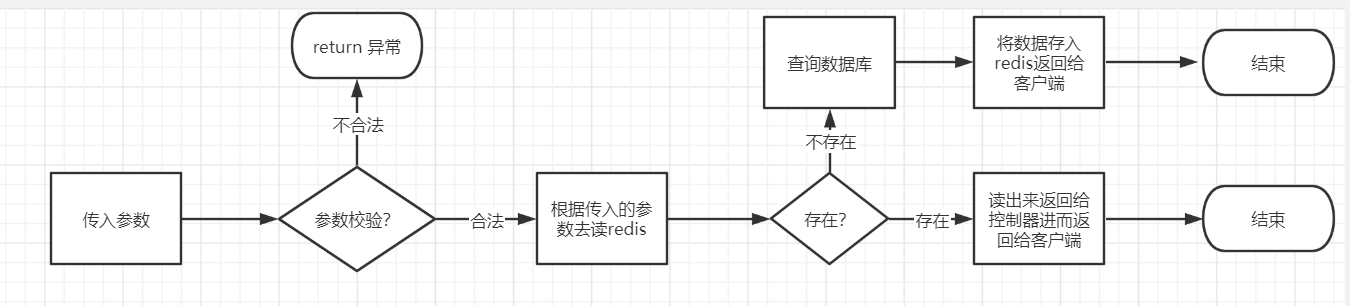 return 异常
不合法
传入参数
参数校验?
合法
根据传入的参
数去读redis
存在?
不存在
查询数据库
将数据存入
redis返回给
客户端
结束
存在
读出来返回给
控制器进而返
回给客户端
结束